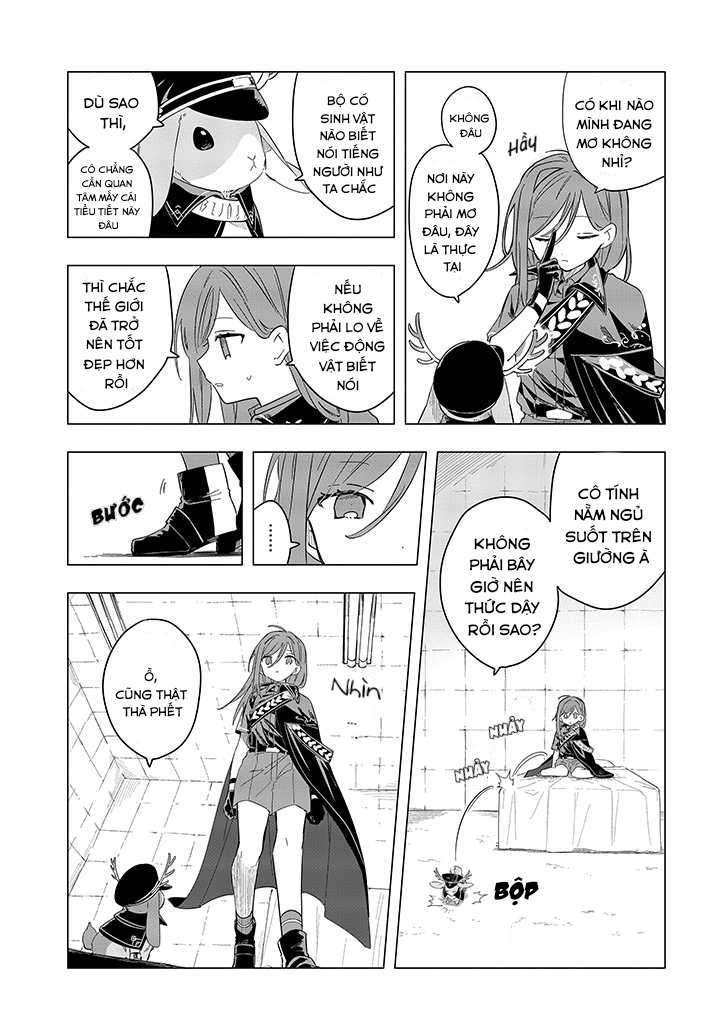 CÓ KHI NÀO
MÌNH ĐANG
MƠ KHÔNG
NHỈ?
Hầy
KHÔNG
ĐÂU
NƠI NÀY
KHÔNG
PHẢI MƠ
ĐÂU, ĐÂY
LÀ THỰC
TẠI
BỘ CÓ
SINH VẬT
NÀO BIẾT
NÓI TIẾNG
NGƯỜI NHƯ
TA CHẮC
DÙ SAO
THÌ,
CÔ CHẲNG
CẦN QUAN
TÂM MẤY CÁI
TIỂU TIẾT NÀY
ĐÂU
NẾU
KHÔNG
PHẢI LO VỀ
VIỆC ĐỘNG
VẬT BIẾT
NÓI
THÌ CHẮC
THẾ GIỚI
ĐÃ TRỞ
NÊN TỐT
ĐẸP HƠN
RỒI
CÔ TÍNH
NẰM NGỦ
SUỐT TRÊN
GIƯỜNG À
KHÔNG
PHẢI BÂY
GIỜ NÊN
THỨC DẬY
RỒI SAO?
NHẢY
NHẢY
BỘP
........
BƯỚC
Nhìn
Ồ,
CŨNG THẬT
THÀ PHẾT